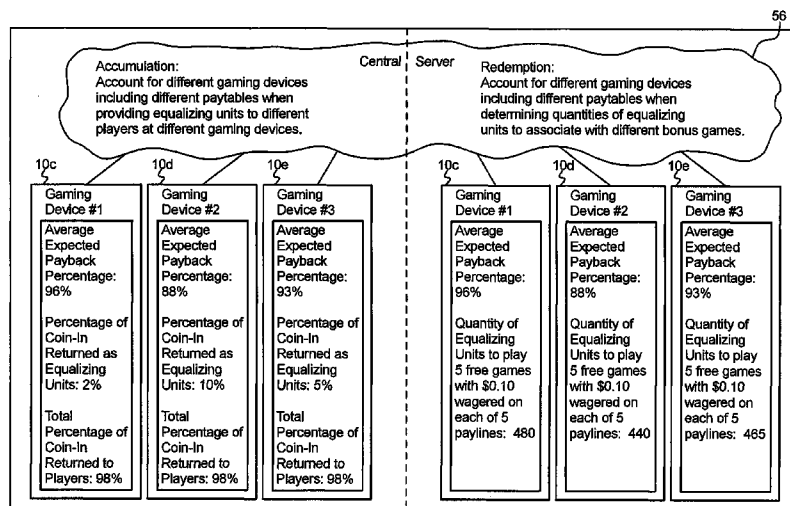 56
Central Server
Accumulation:
Account for different gaming devices
including different paytables when
providing equalizing units to different
players at different gaming devices.
Redemption:
Account for different gaming devices
including different paytables when
determining quantities of equalizing
units to associate with different bonus games.
10c
Gaming
Device #1
Average
Expected
Payback
Percentage:
96%
Percentage of
Coin-In
Returned as
Equalizing
Units: 2%
Total
Percentage of
Coin-In
Returned to
Players: 98%
10d
Gaming
Device #2
Average
Expected
Payback
Percentage:
88%
Percentage of
Coin-In
Returned as
Equalizing
Units: 10%
Total
Percentage of
Coin-In
Returned to
Players: 98%
10e
Gaming
Device #3
Average
Expected
Payback
Percentage:
93%
Percentage of
Coin-In
Returned as
Equalizing
Units: 5%
Total
Percentage of
Coin-In
Returned to
Players: 98%
10c
Gaming
Device #1
Average
Expected
Payback
Percentage:
96%
Quantity of
Equalizing
Units to play
5 free games
with $0.10
wagered on
each of 5
paylines: 480
10d
Gaming
Device #2
Average
Expected
Payback
Percentage:
88%
Quantity of
Equalizing
Units to play
5 free games
with $0.10
wagered on
each of 5
paylines: 440
10e
Gaming
Device #3
Average
Expected
Payback
Percentage:
93%
Quantity of
Equalizing
Units to play
5 free games
with $0.10
wagered on
each of 5
paylines: 465